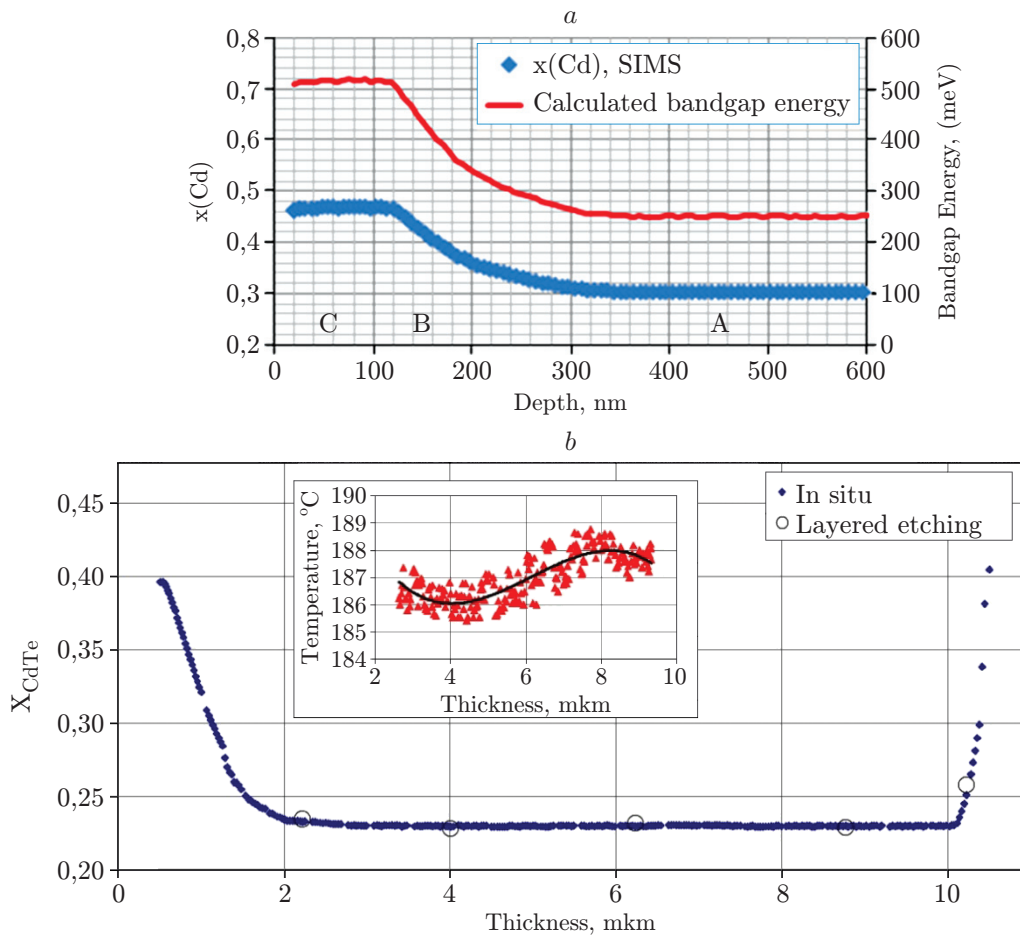 a
0,8
0,7
0,6
0,5
0,4
0,3
0,2
x(Cd)
x(Cd), SIMS
Calculated bandgap energy
600
500
400
300
200
100
0
Bandgap Energy, (meV)
C
B
A
0
100
200
300
400
500
600
Depth, nm
b
0,45
0,40
0,35
0,30
0,25
0,20
X_CdTe
In situ
Layered etching
190
189
188
187
186
185
184
Temperature, °C
2
4
6
8
10
Thickness, mkm
0
2
4
6
8
10
Thickness, mkm